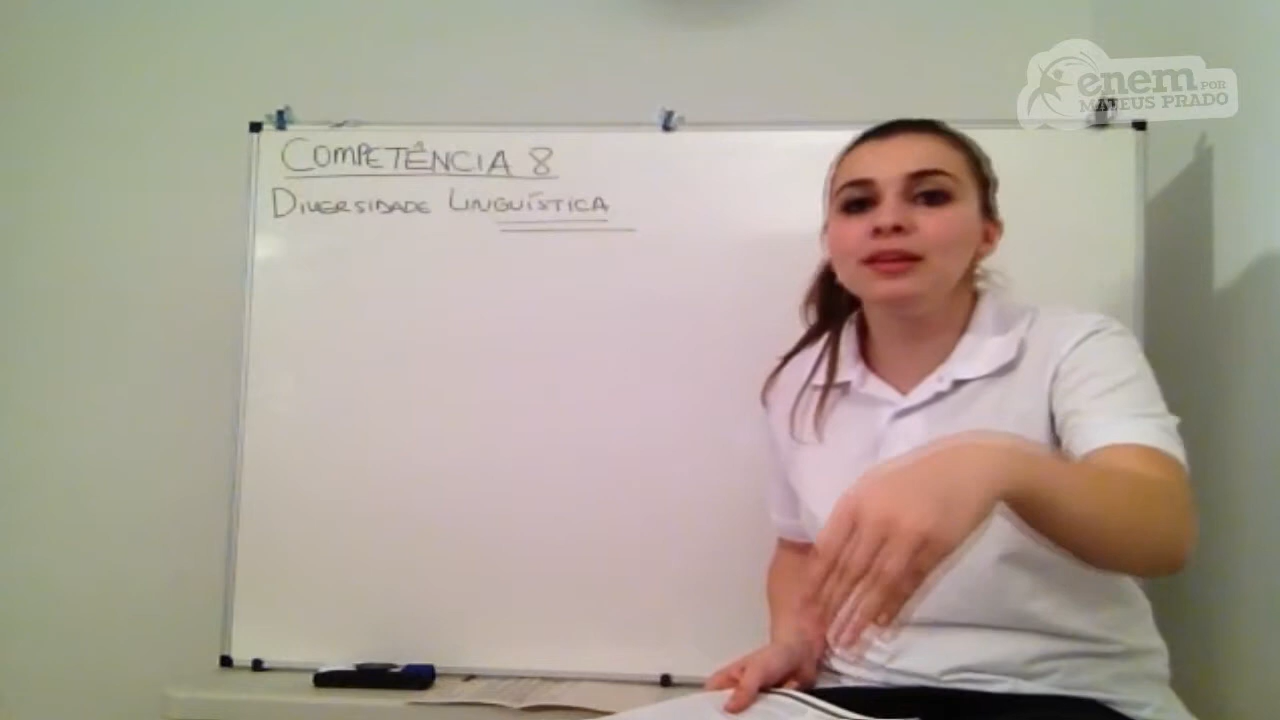 enem POR
MATEUS PRADO
COMPETÊNCIA 8
DIVERSIDADE LINGUÍSTICA